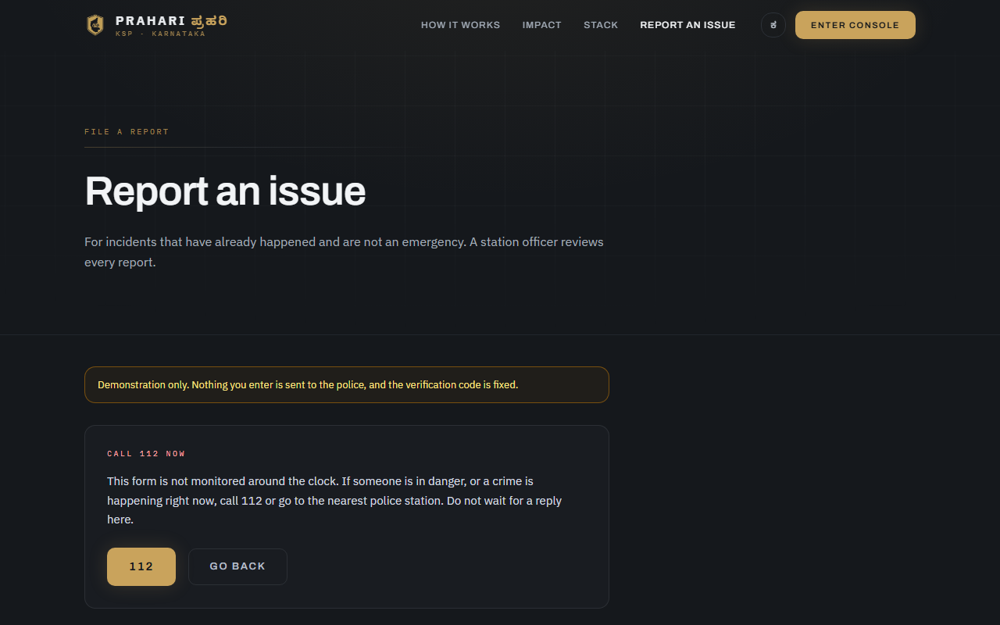 PRAHARI ಪ್ರಹರಿ
KSP - KARNATAKA
HOW IT WORKS
IMPACT
STACK
REPORT AN ISSUE
ಕ
ENTER CONSOLE
FILE A REPORT
Report an issue
For incidents that have already happened and are not an emergency. A station officer reviews
every report.
Demonstration only. Nothing you enter is sent to the police, and the verification code is fixed.
CALL 112 NOW
This form is not monitored around the clock. If someone is in danger, or a crime is
happening right now, call 112 or go to the nearest police station. Do not wait for a reply
here.
112
GO BACK